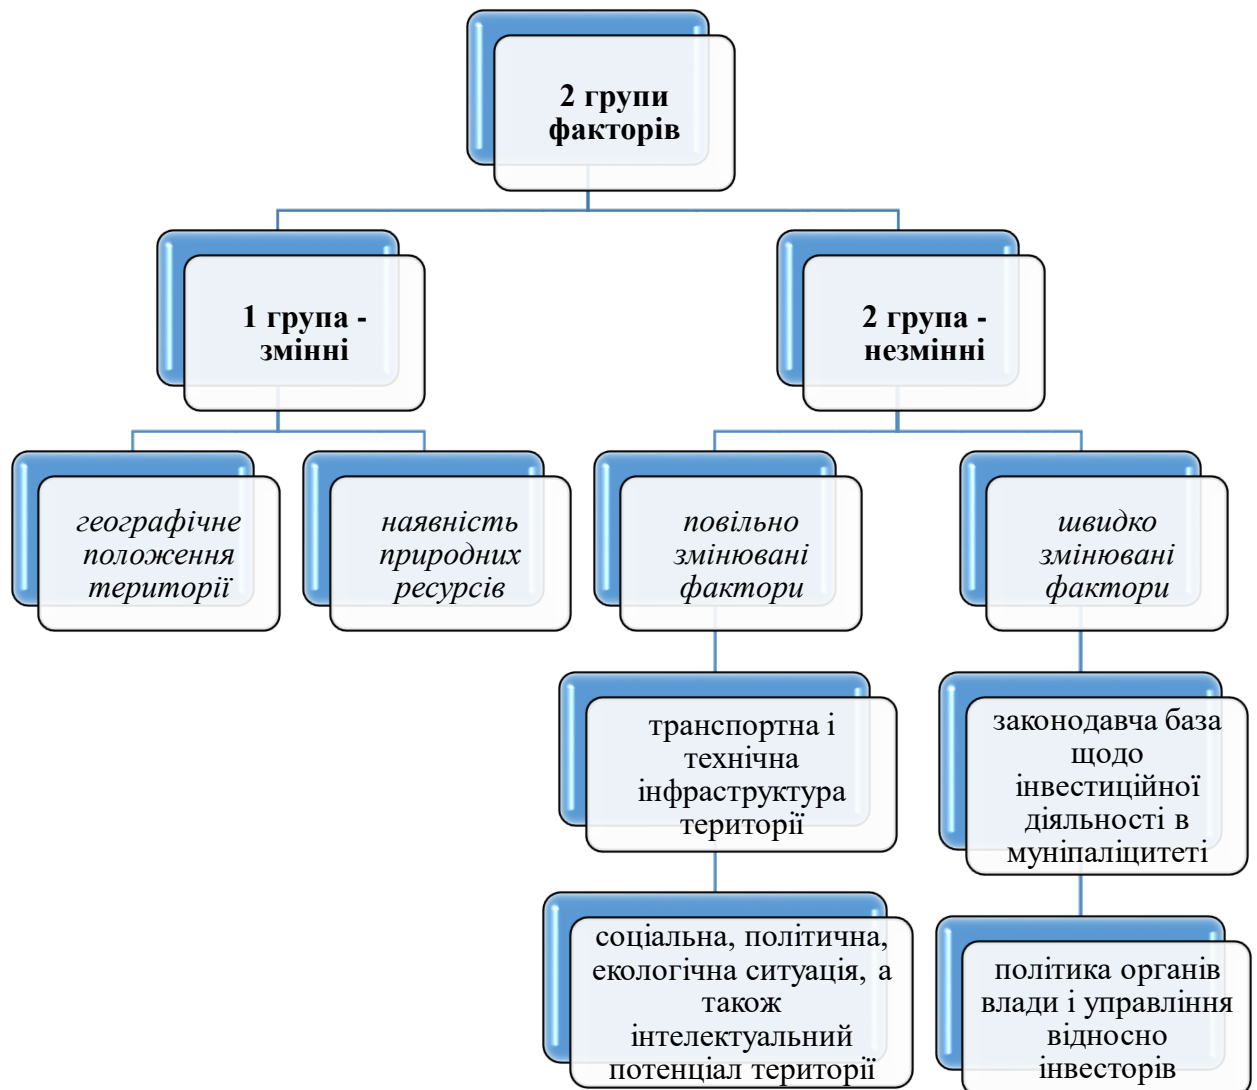 2 групи
факторів
1 група -
змінні
2 група -
незмінні
географічне
положення
території
наявність
природних
ресурсів
повільно
змінювані
фактори
швидко
змінювані
фактори
транспортна і
технічна
інфраструктура
території
законодавча база
щодо
інвестиційної
діяльності в
муніпаліцитеті
соціальна, політична,
екологічна ситуація, а
також
інтелектуальний
потенціал території
політика органів
влади і управління
відносно
інвесторів